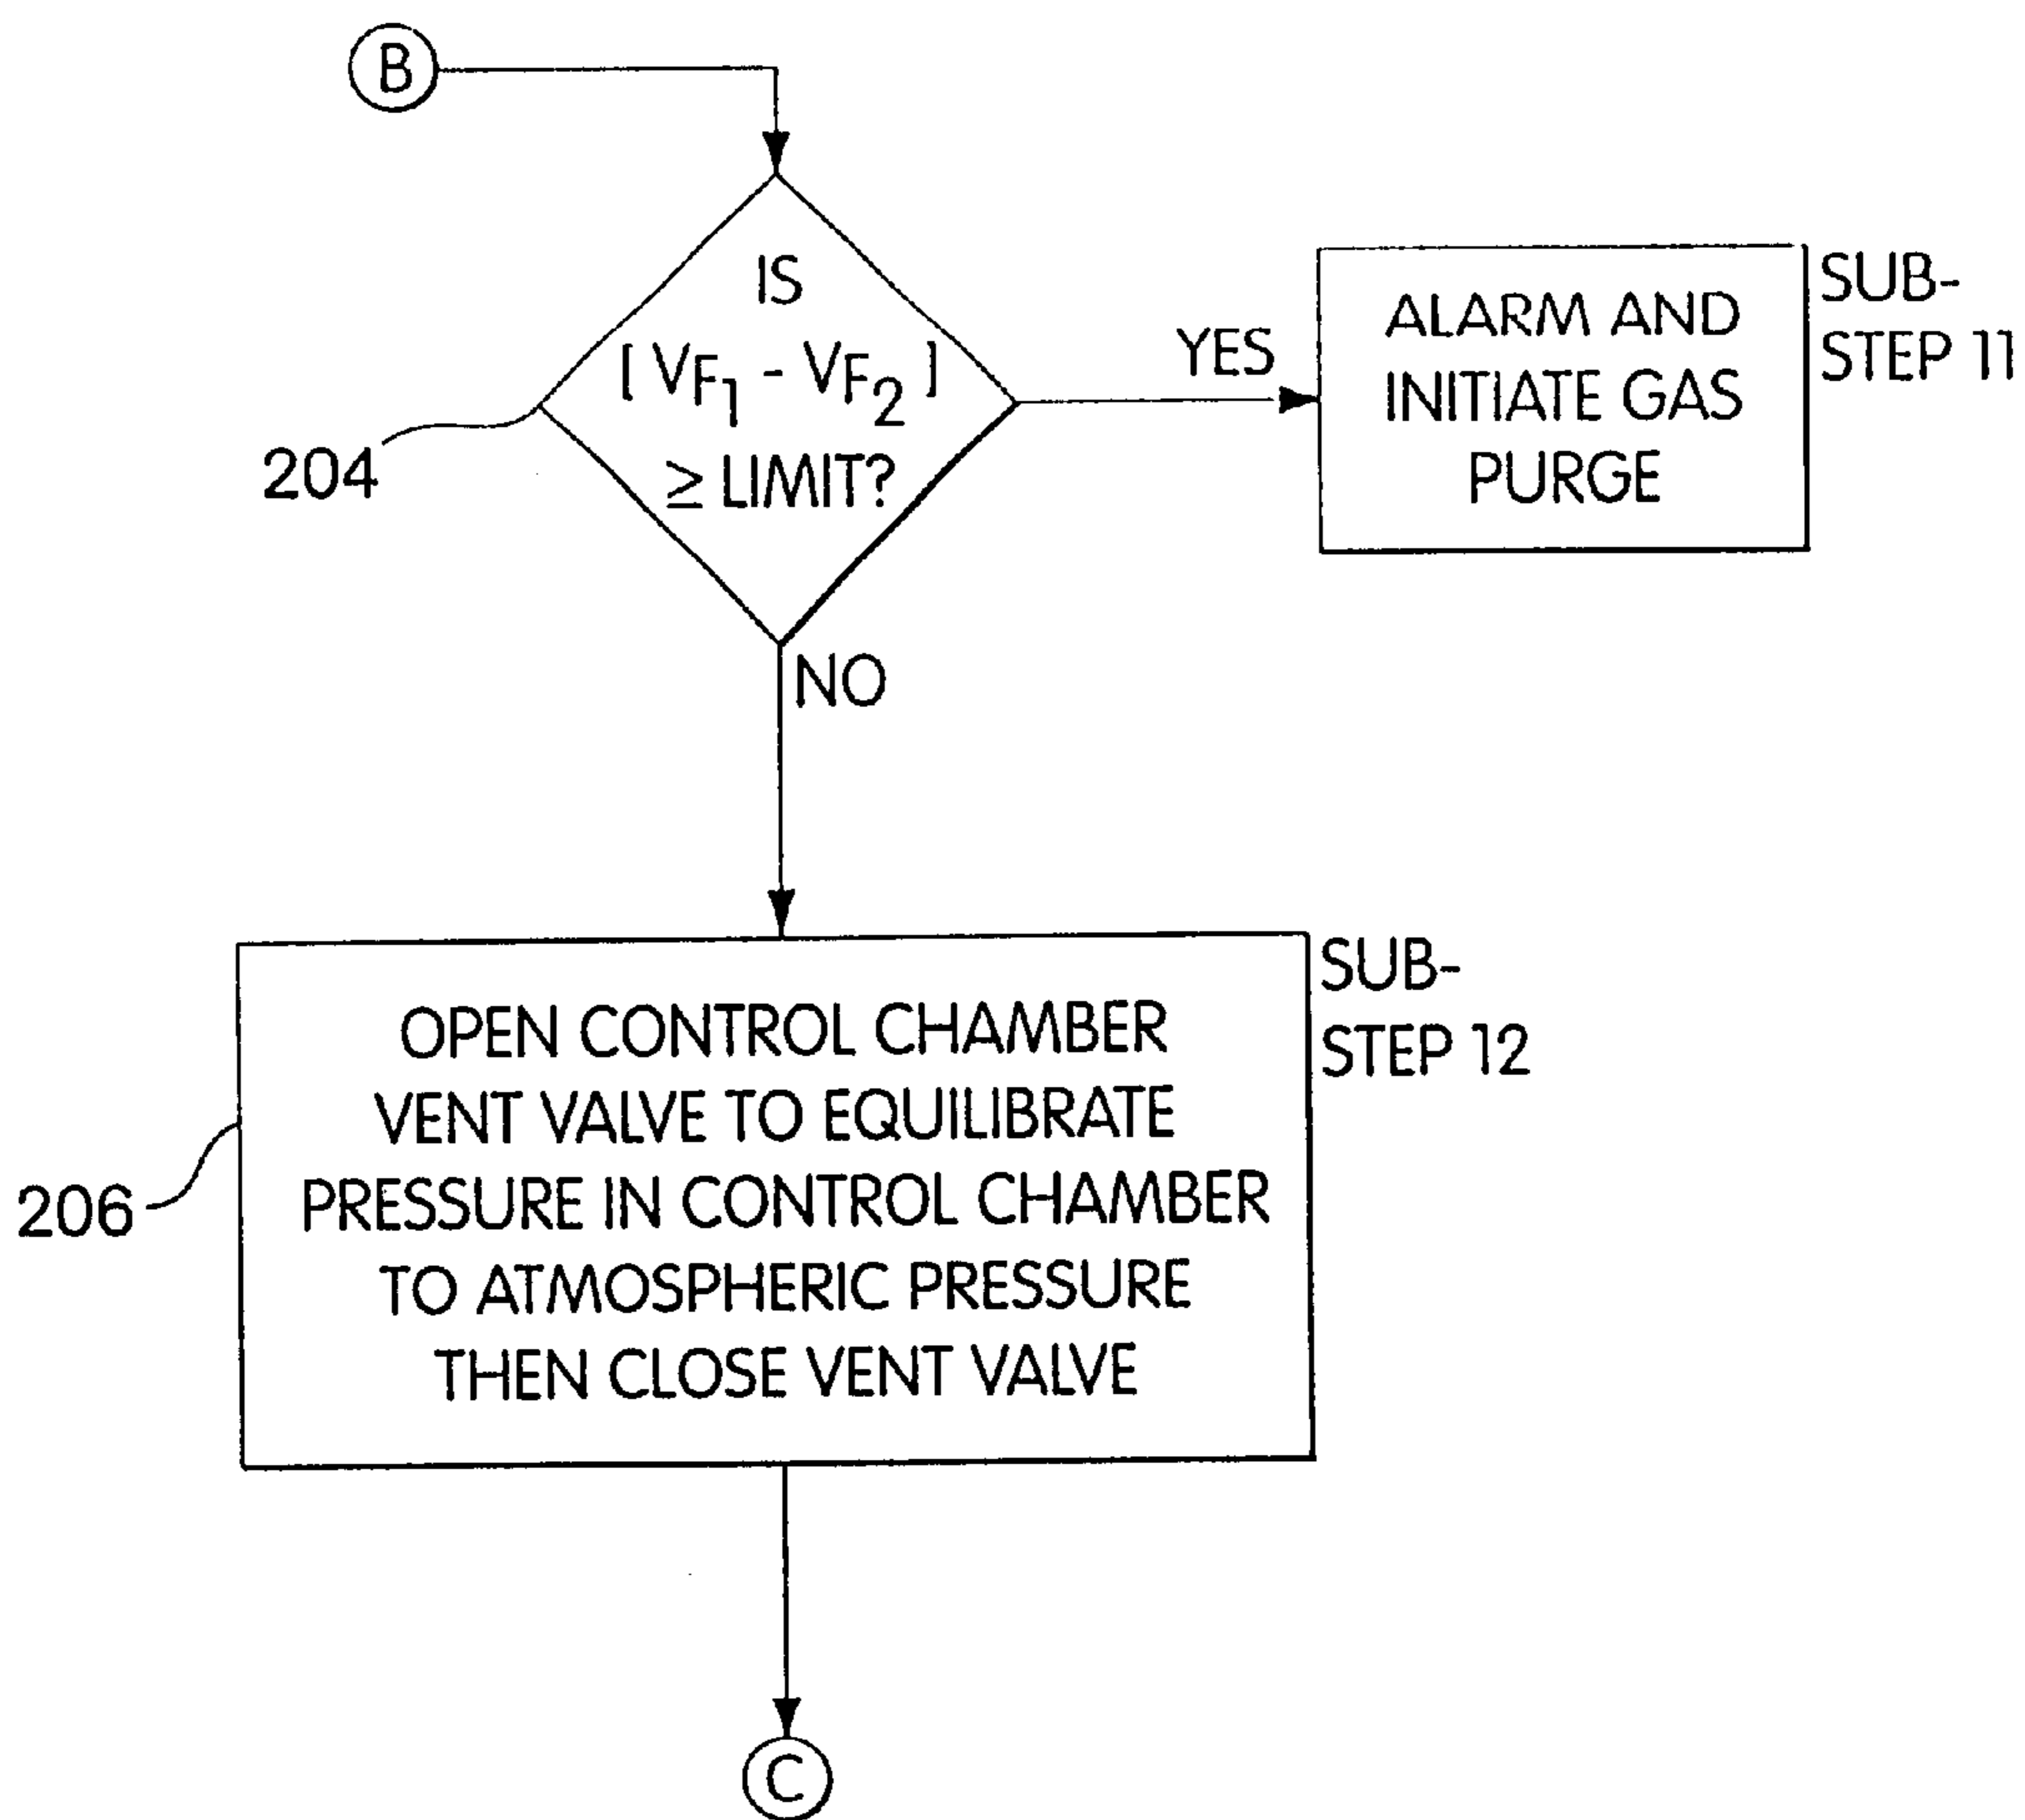 B
IS
[ VF1 - VF2 ]
≥ LIMIT?
204
YES
ALARM AND
INITIATE GAS
PURGE
SUB-
STEP 11
NO
OPEN CONTROL CHAMBER
VENT VALVE TO EQUILIBRATE
PRESSURE IN CONTROL CHAMBER
TO ATMOSPHERIC PRESSURE
THEN CLOSE VENT VALVE
SUB-
STEP 12
206
C